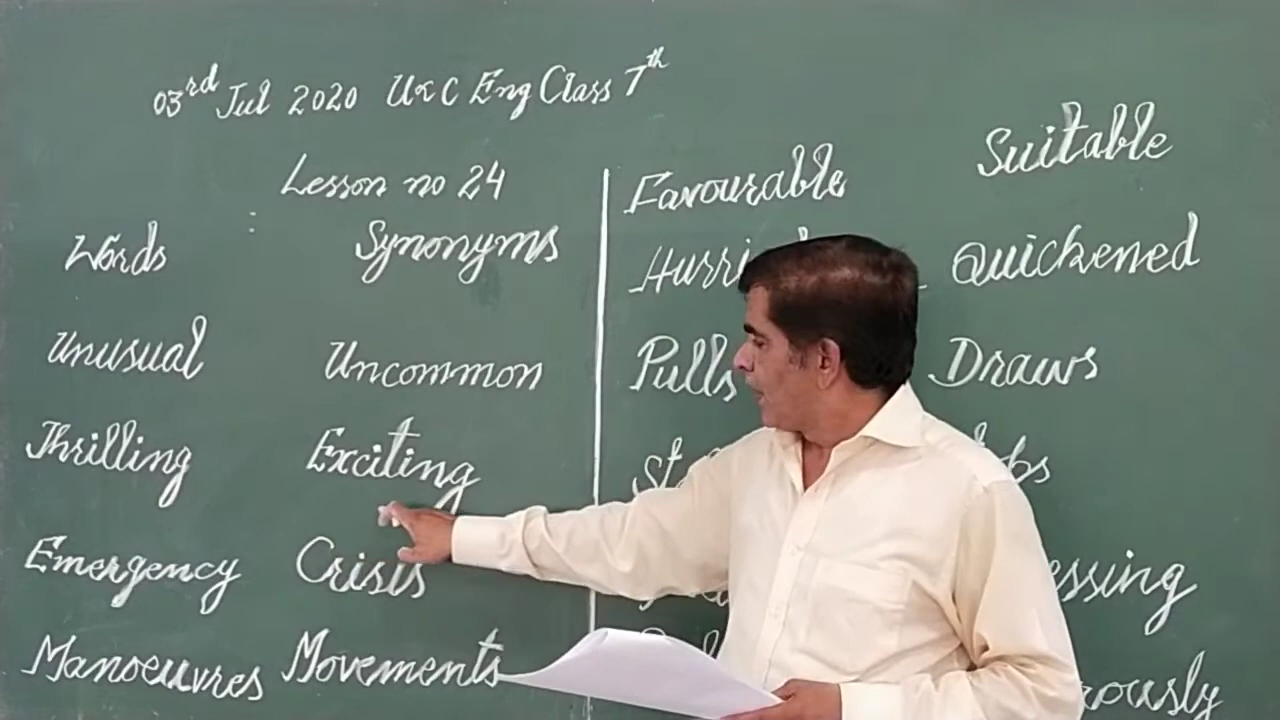 03rd Jul 2020 U&C Eng Class 7th
Lesson no 24
Words : Synonyms
Unusual Uncommon
Thrilling Exciting
Emergency Crisis
Manoeuvres Movements
Favourable Suitable
Quickened
Pulls Draws